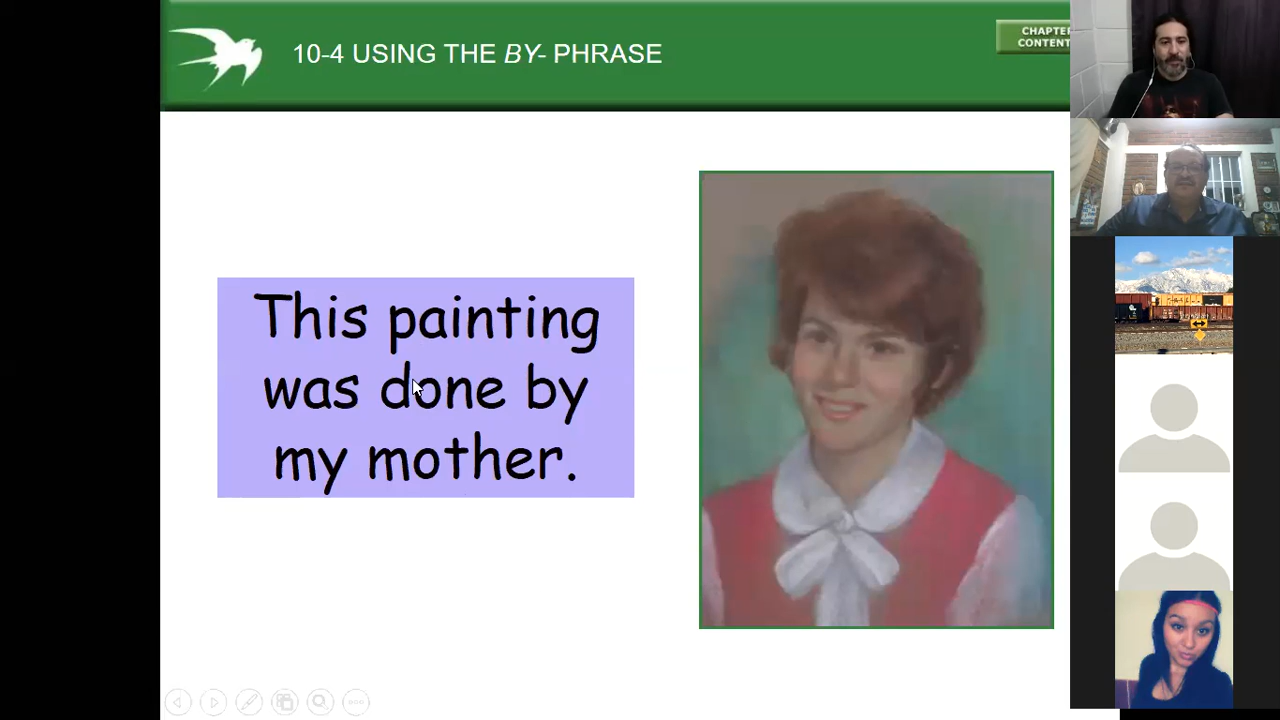 10-4 USING THE BY- PHRASE
CHAPTER
CONTENT
This painting
was done by
my mother.